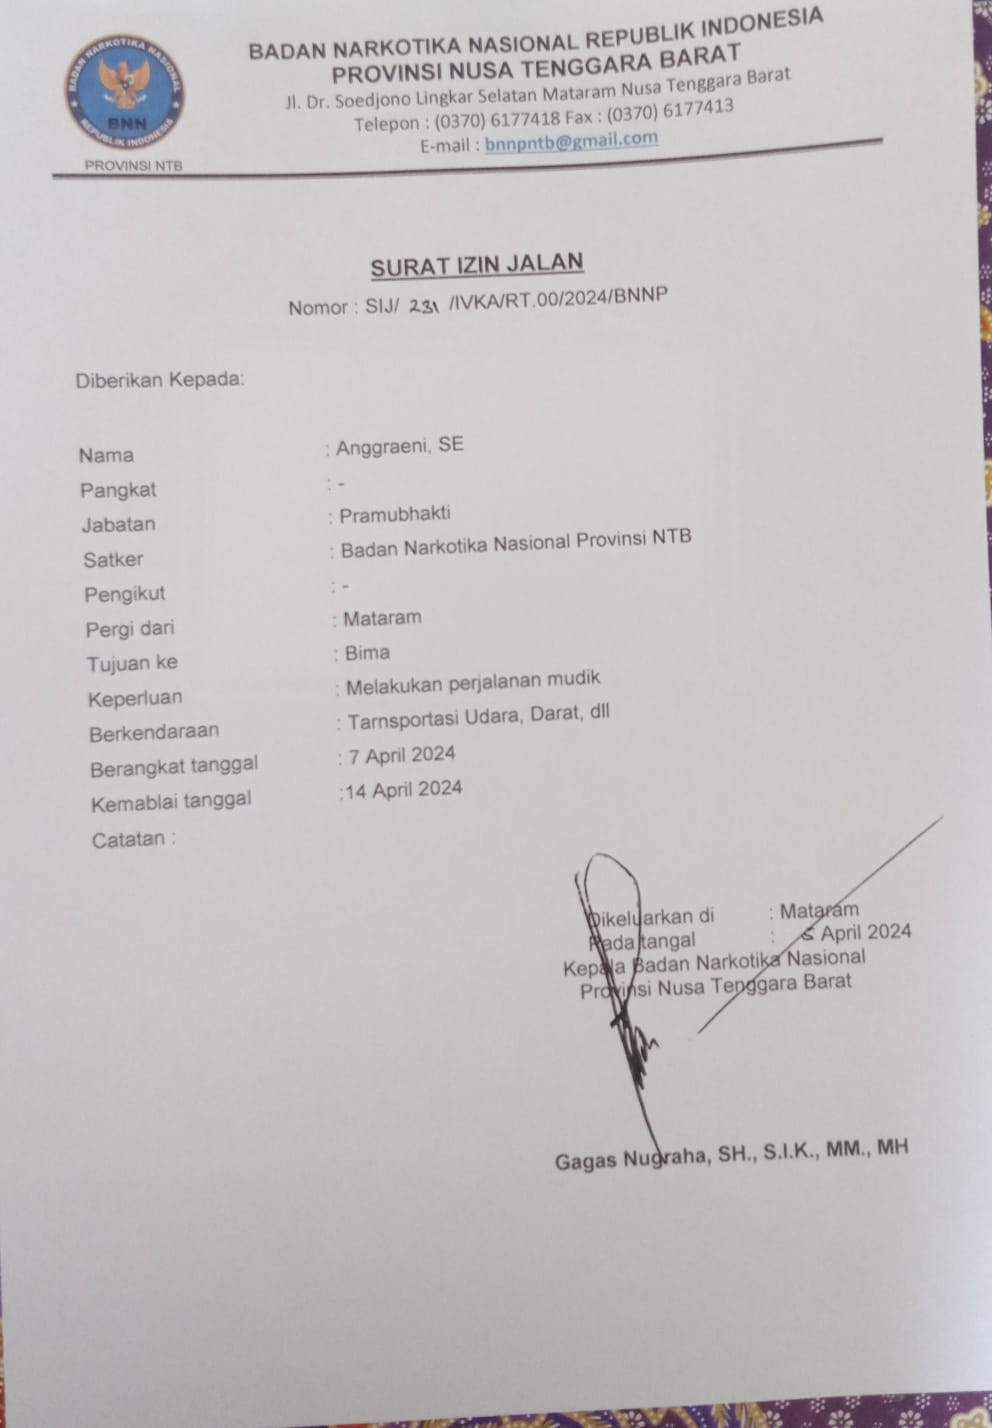 BADAN NARKOTIKA NASIONAL
BNN
REPUBLIK INDONESIA
PROVINSI NTB
BADAN NARKOTIKA NASIONAL REPUBLIK INDONESIA
PROVINSI NUSA TENGGARA BARAT
Jl. Dr. Soedjono Lingkar Selatan Mataram Nusa Tenggara Barat
Telepon : (0370) 6177418 Fax : (0370) 6177413
E-mail : bnnpntb@gmail.com
SURAT IZIN JALAN
Nomor : SIJ/ 231 /IVKA/RT.00/2024/BNNP
Diberikan Kepada:
Nama : Anggraeni, SE
Pangkat : -
Jabatan : Pramubhakti
Satker : Badan Narkotika Nasional Provinsi NTB
Pengikut : -
Pergi dari : Mataram
Tujuan ke : Bima
Keperluan : Melakukan perjalanan mudik
Berkendaraan : Tarnsportasi Udara, Darat, dll
Berangkat tanggal : 7 April 2024
Kemablai tanggal :14 April 2024
Catatan :
Dikeluarkan di : Mataram
Pada tangal : 5 April 2024
Kepala Badan Narkotika Nasional
Provinsi Nusa Tenggara Barat
Gagas Nugraha, SH., S.I.K., MM., MH